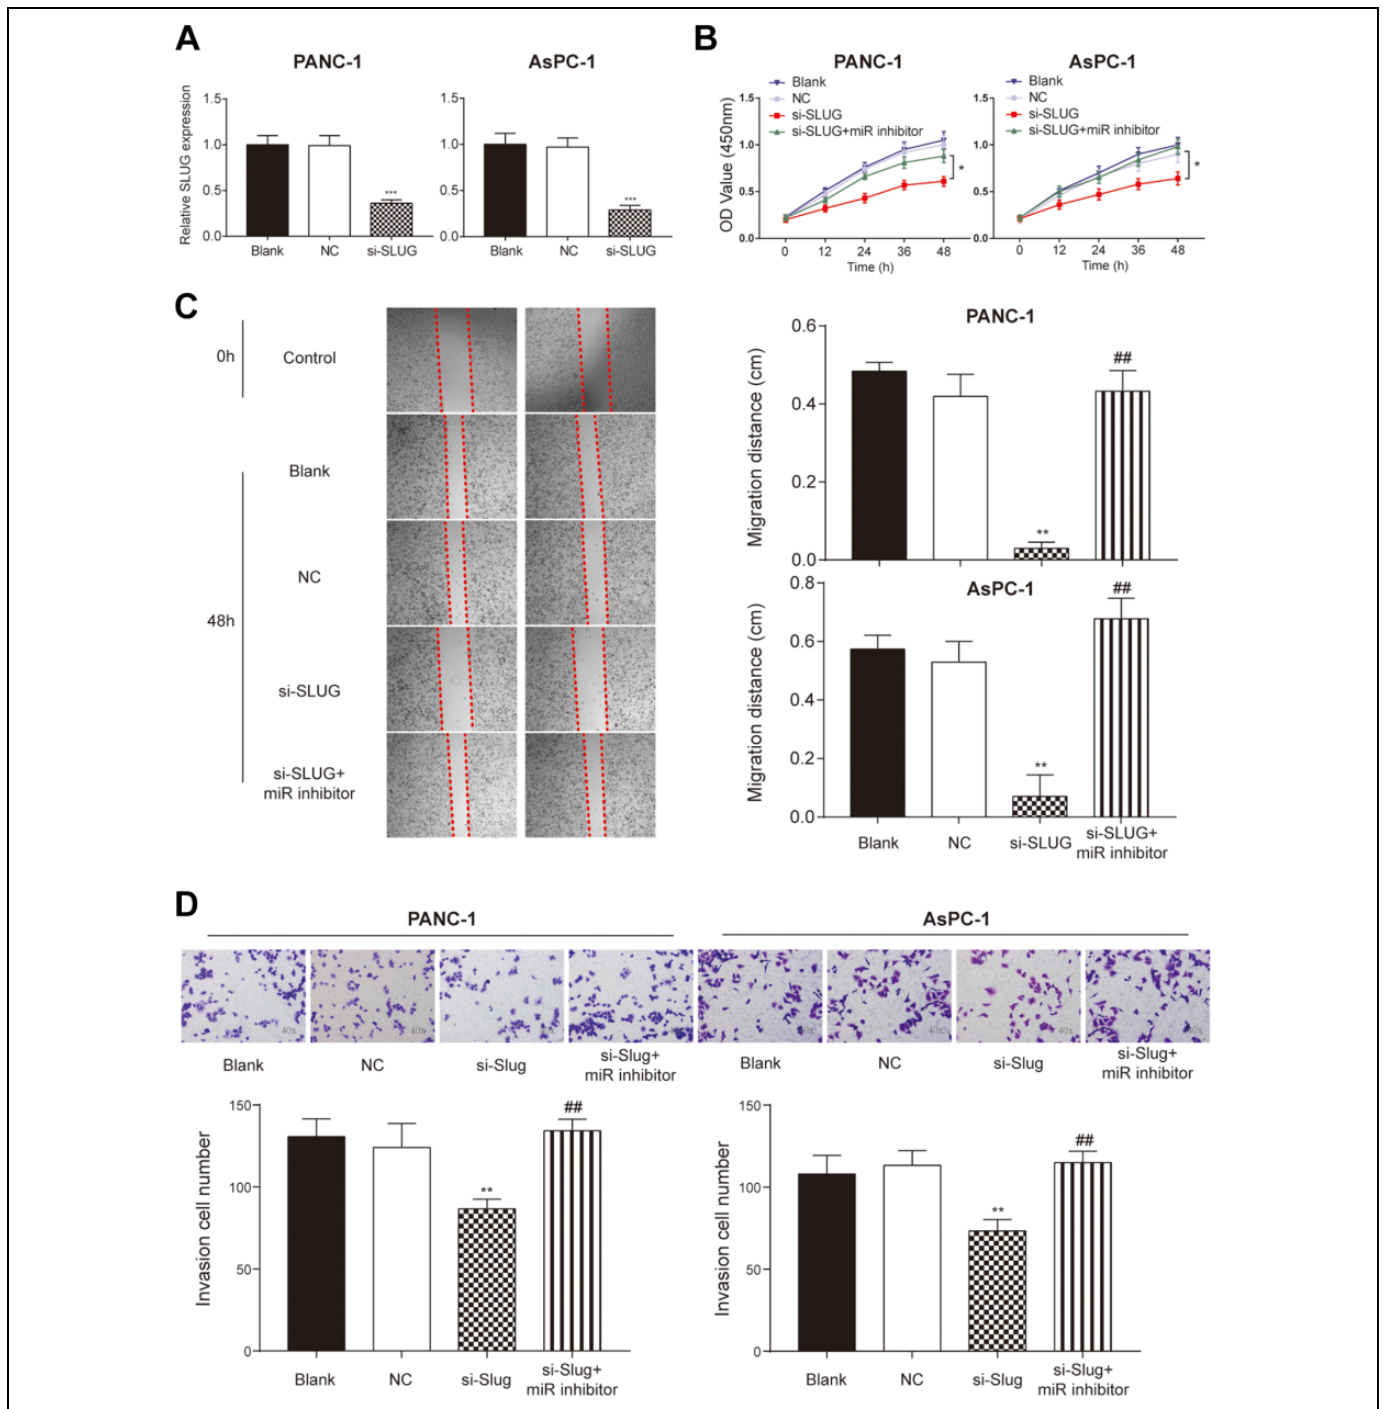 A
PANC-1
AsPC-1
Relative SLUG expression
1.5
1.0
0.5
0.0
***
Blank
NC
si-SLUG
1.5
1.0
0.5
0.0
***
Blank
NC
si-SLUG
B
PANC-1
AsPC-1
Blank
NC
si-SLUG
si-SLUG+miR inhibitor
OD Value (450nm)
1.5
1.0
0.5
0.0
*
0
12
24
36
48
Time (h)
Blank
NC
si-SLUG
si-SLUG+miR inhibitor
1.5
1.0
0.5
0.0
*
0
12
24
36
48
Time (h)
C
0h
Control
48h
Blank
NC
si-SLUG
si-SLUG+
miR inhibitor
PANC-1
Migration distance (cm)
0.6
0.4
0.2
0.0
**
##
AsPC-1
Migration distance (cm)
0.8
0.6
0.4
0.2
0.0
**
##
Blank
NC
si-SLUG
si-SLUG+
miR inhibitor
D
PANC-1
AsPC-1
40x
40x
40x
40x
40x
40x
40x
40x
Blank
NC
si-Slug
si-Slug+
miR inhibitor
Blank
NC
si-Slug
si-Slug+
miR inhibitor
Invasion cell number
150
100
50
0
**
##
Blank
NC
si-Slug
si-Slug+
miR inhibitor
Invasion cell number
150
100
50
0
**
##
Blank
NC
si-Slug
si-Slug+
miR inhibitor